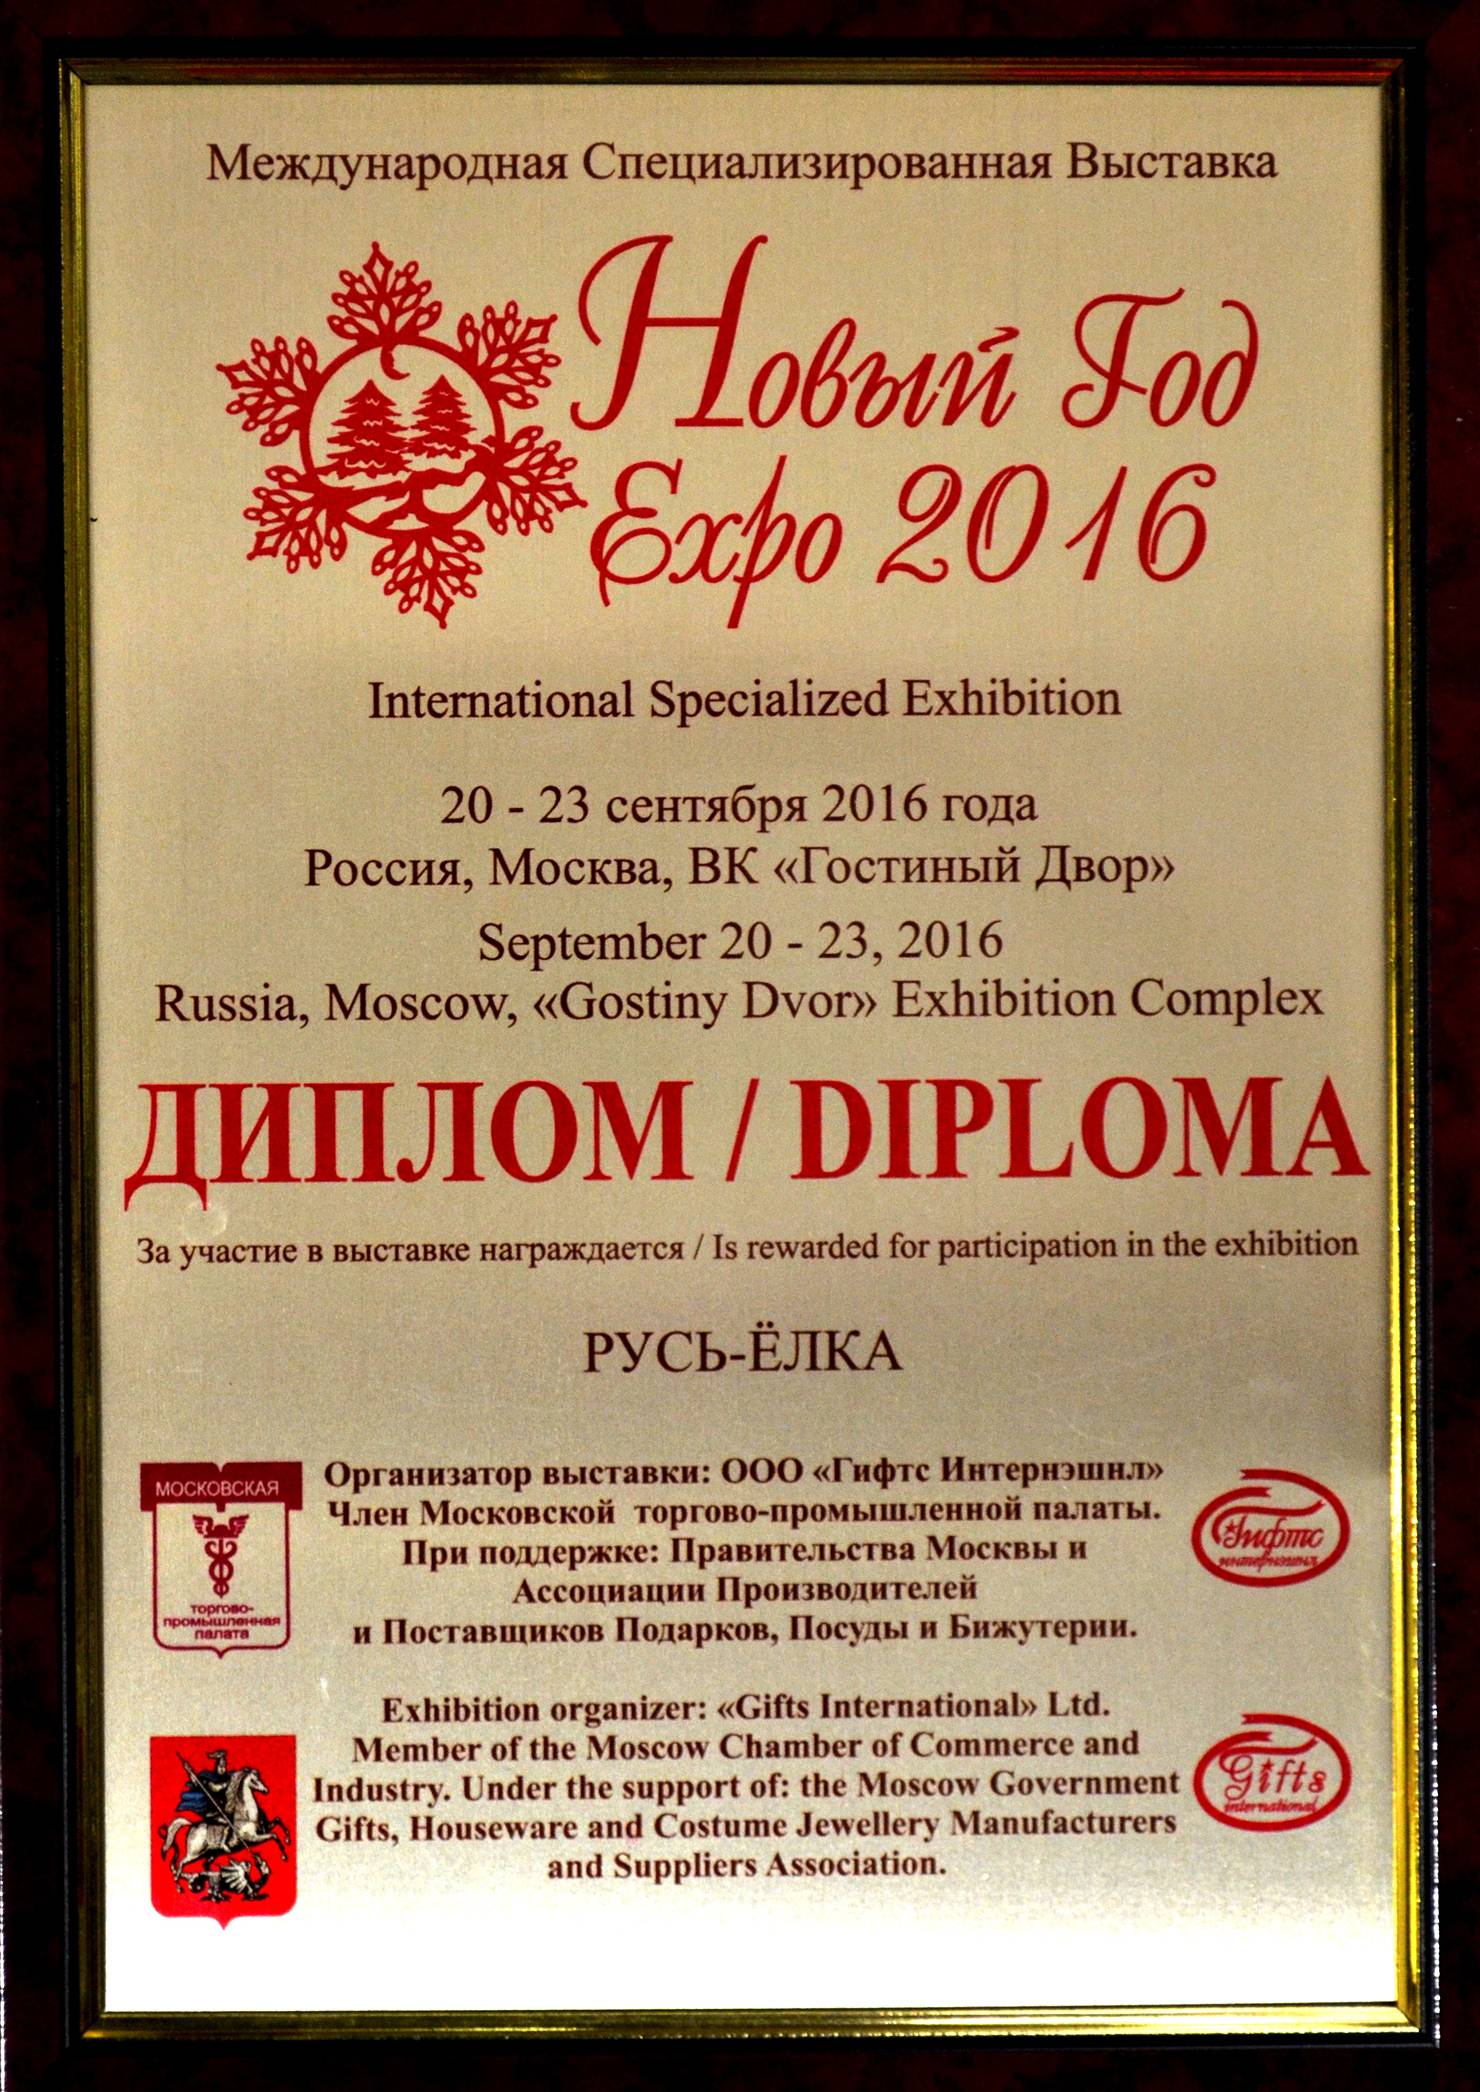 Международная Специализированная Выставка
Новый Год
Expo 2016
International Specialized Exhibition
20 - 23 сентября 2016 года
Россия, Москва, ВК «Гостиный Двор»
September 20 - 23, 2016
Russia, Moscow, «Gostiny Dvor» Exhibition Complex
ДИПЛОМ / DIPLOMA
За участие в выставке награждается / Is rewarded for participation in the exhibition
РУСЬ-ЁЛКА
МОСКОВСКАЯ
торгово-
промышленная
палата
Организатор выставки: ООО «Гифтс Интернэшнл»
Член Московской торгово-промышленной палаты.
При поддержке: Правительства Москвы и
Ассоциации Производителей
и Поставщиков Подарков, Посуды и Бижутерии.
Гифтс
интернэшнл
Exhibition organizer: «Gifts International» Ltd.
Member of the Moscow Chamber of Commerce and
Industry. Under the support of: the Moscow Government
Gifts, Houseware and Costume Jewellery Manufacturers
and Suppliers Association.
Gifts
international